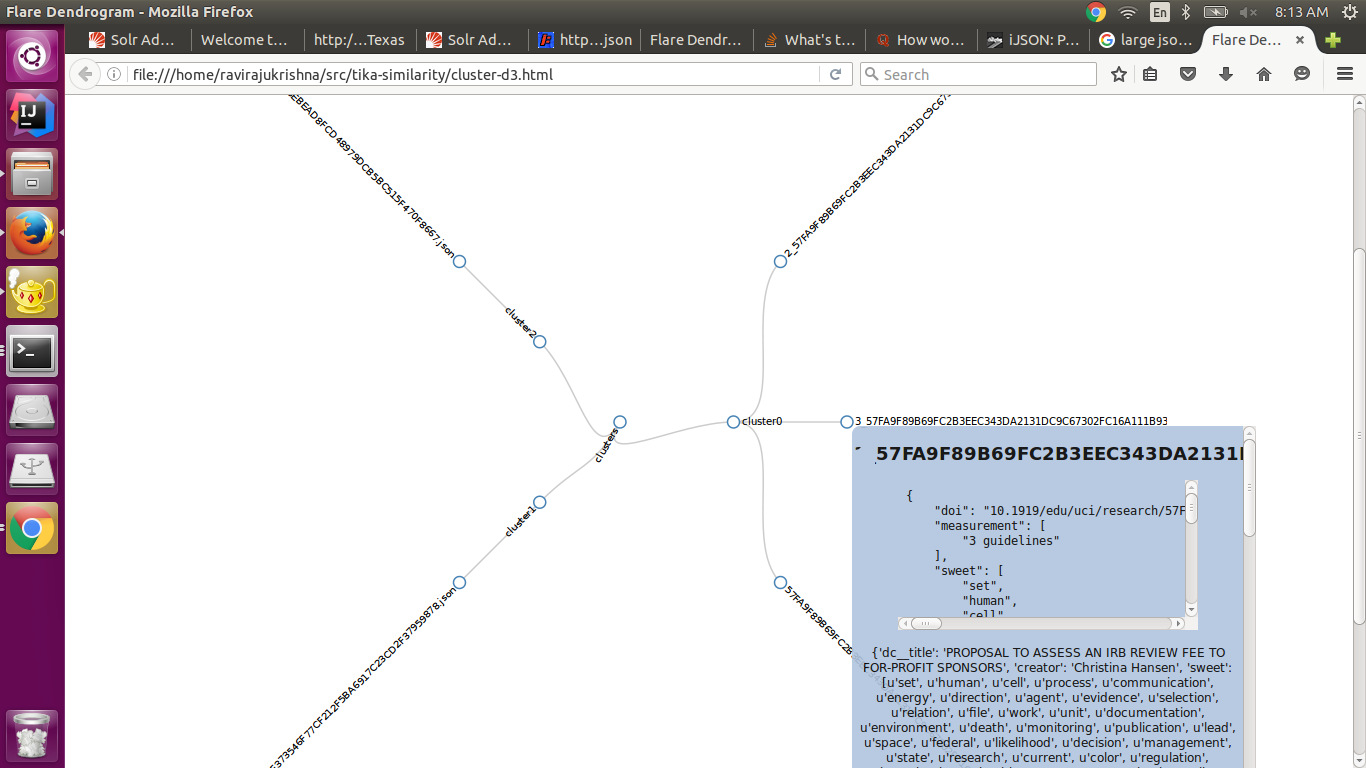 Flare Dendrogram - Mozilla Firefox
En
8:13 AM
Solr Ad...
Welcome t...
http:/...Texas
Solr Ad...
http...json
Flare Dendr...
What's t...
How wo...
iJSON: P...
large jso...
Flare De...
file:///home/ravirajukrishna/src/tika-similarity/cluster-d3.html
Search
EBEAD8FCD48979DCB5BC515F470F8667.json
2_57FA9F89B69FC2B3EEC343DA2131DC9C67
cluster2
clusters
cluster0
3_57FA9F89B69FC2B3EEC343DA2131DC9C67302FC16A111B93
cluster1
5373546F77CF212F5BA6917C23CD2F37959878.json
57FA9F89B69FC2B
_57FA9F89B69FC2B3EEC343DA2131D
{
"doi": "10.1919/edu/uci/research/57F
"measurement": [
"3 guidelines"
],
"sweet": [
"set",
"human",
"cell",
{'dc__title': 'PROPOSAL TO ASSESS AN IRB REVIEW FEE TO
FOR-PROFIT SPONSORS', 'creator': 'Christina Hansen', 'sweet':
[u'set', u'human', u'cell', u'process', u'communication',
u'energy', u'direction', u'agent', u'evidence', u'selection',
u'relation', u'file', u'work', u'unit', u'documentation',
u'environment', u'death', u'monitoring', u'publication', u'lead',
u'space', u'federal', u'likelihood', u'decision', u'management',
u'state', u'research', u'current', u'color', u'regulation',